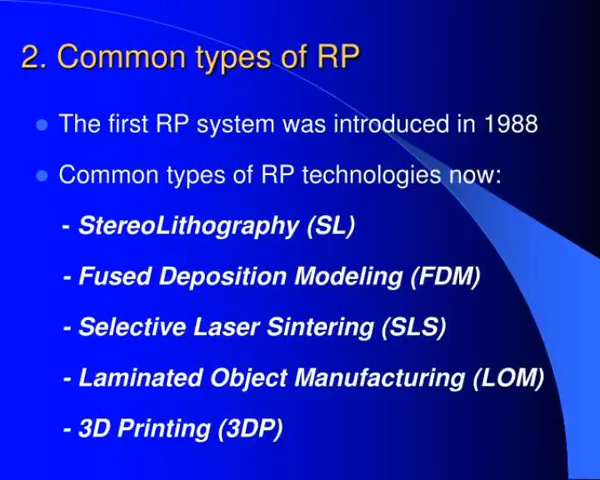 2. Common types of RP
The first RP system was introduced in 1988
Common types of RP technologies now:
- StereoLithography (SL)
- Fused Deposition Modeling (FDM)
- Selective Laser Sintering (SLS)
- Laminated Object Manufacturing (LOM)
- 3D Printing (3DP)